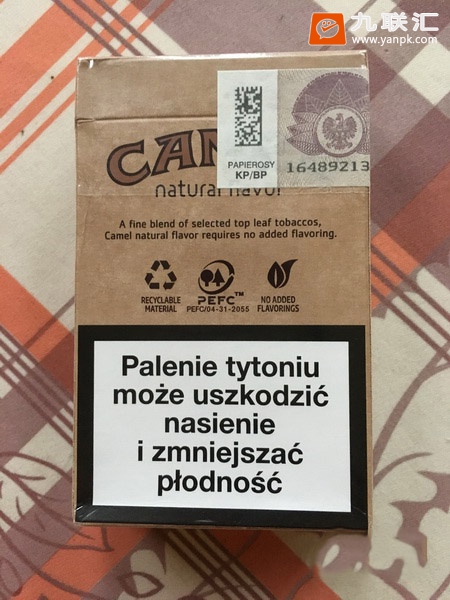 九联汇
www.yanpk.com
PAPIEROSY
KP/BP
16489213
natural flavor
A fine blend of selected top leaf tobaccos,
Camel natural flavor requires no added flavoring.
RECYCLABLE
MATERIAL
PEFC™
PEFC/04-31-2055
NO ADDED
FLAVORINGS
Palenie tytoniu
może uszkodzić
nasienie
i zmniejszać
płodność